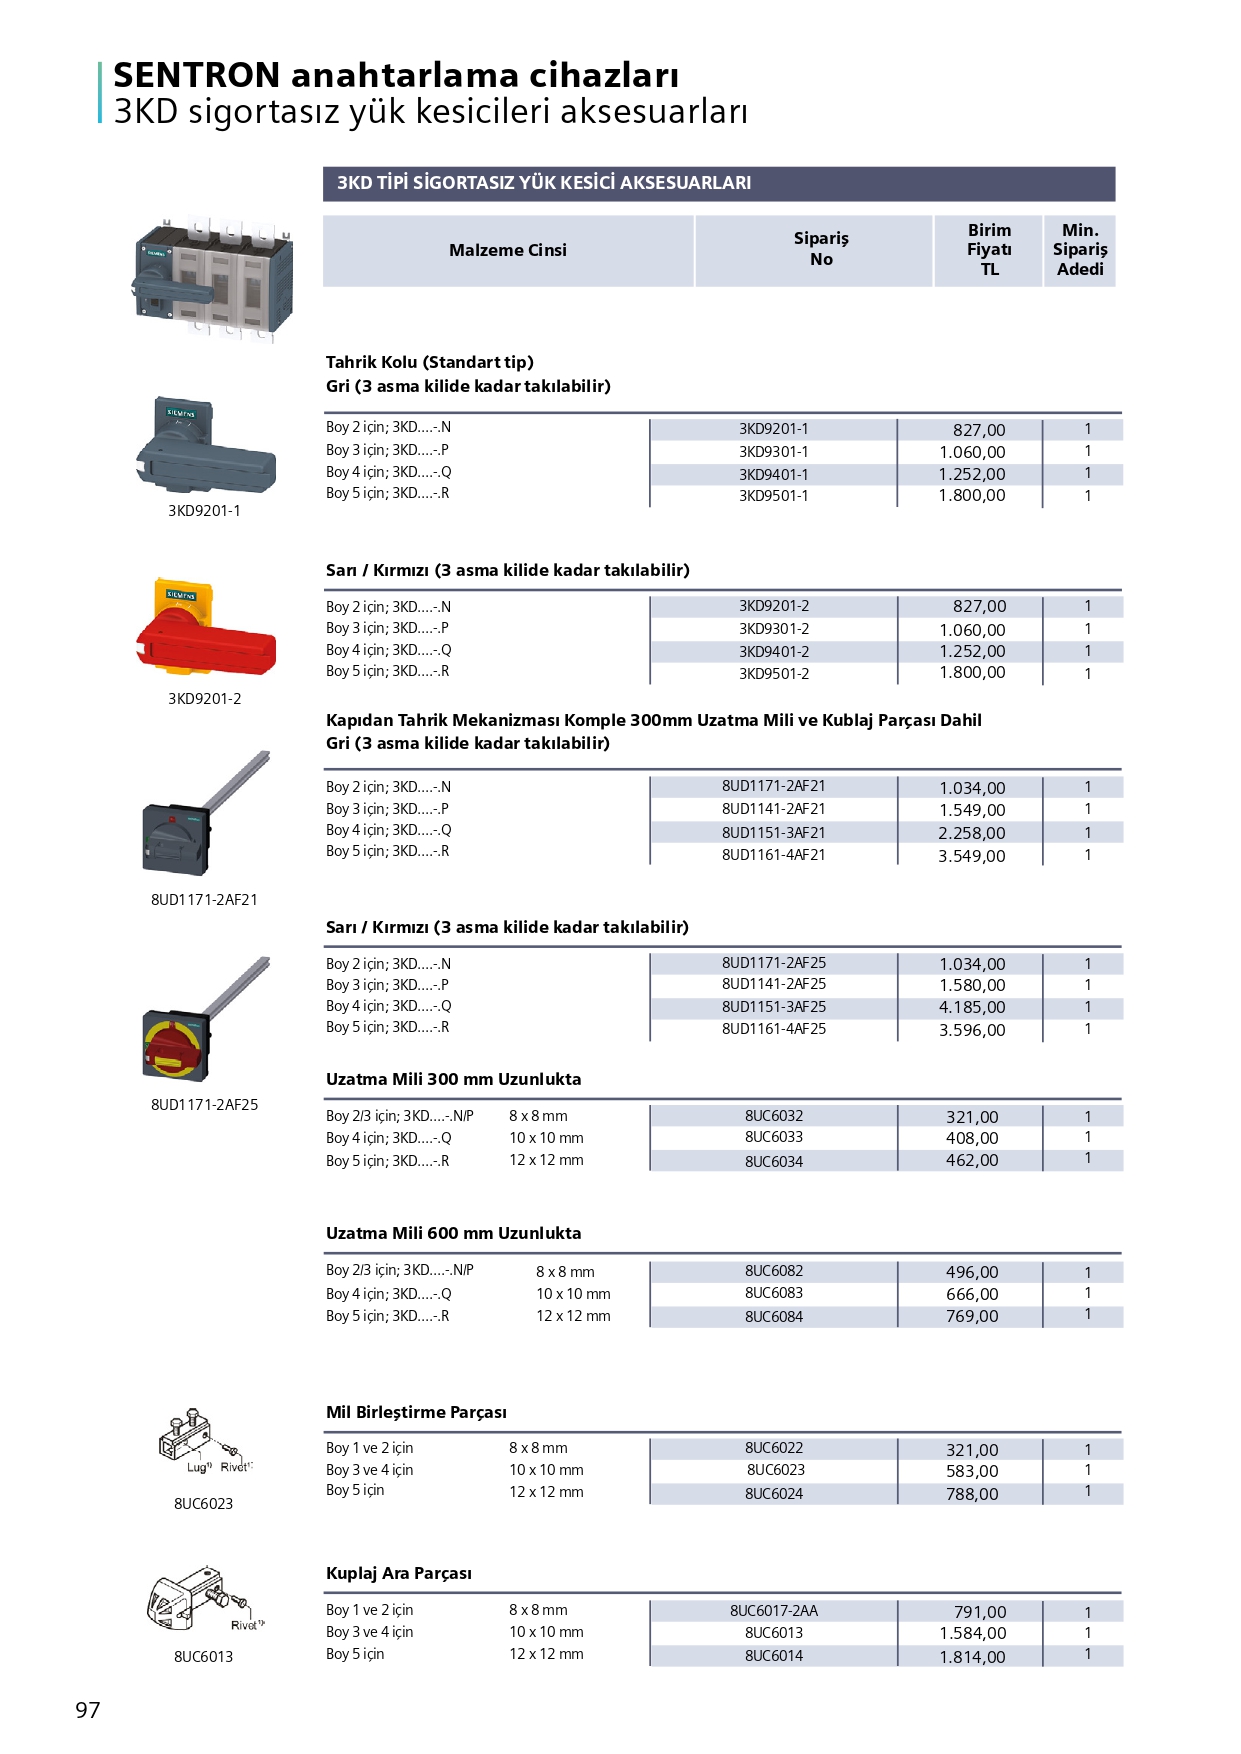 SENTRON anahtarlama cihazları
3KD sigortasız yük kesicileri aksesuarları
3KD TİPİ SİGORTASIZ YÜK KESİCİ AKSESUARLARI
Malzeme Cinsi Sipariş No Birim Fiyatı TL Min. Sipariş Adedi
SIEMENS
Tahrik Kolu (Standart tip)
Gri (3 asma kilide kadar takılabilir)
SIEMENS
Boy 2 için; 3KD....-.N 3KD9201-1 827,00 1
Boy 3 için; 3KD....-.P 3KD9301-1 1.060,00 1
Boy 4 için; 3KD....-.Q 3KD9401-1 1.252,00 1
Boy 5 için; 3KD....-.R 3KD9501-1 1.800,00 1
3KD9201-1
Sarı / Kırmızı (3 asma kilide kadar takılabilir)
SIEMENS
Boy 2 için; 3KD....-.N 3KD9201-2 827,00 1
Boy 3 için; 3KD....-.P 3KD9301-2 1.060,00 1
Boy 4 için; 3KD....-.Q 3KD9401-2 1.252,00 1
Boy 5 için; 3KD....-.R 3KD9501-2 1.800,00 1
3KD9201-2
Kapıdan Tahrik Mekanizması Komple 300mm Uzatma Mili ve Kublaj Parçası Dahil
Gri (3 asma kilide kadar takılabilir)
Boy 2 için; 3KD....-.N 8UD1171-2AF21 1.034,00 1
Boy 3 için; 3KD....-.P 8UD1141-2AF21 1.549,00 1
Boy 4 için; 3KD....-.Q 8UD1151-3AF21 2.258,00 1
Boy 5 için; 3KD....-.R 8UD1161-4AF21 3.549,00 1
8UD1171-2AF21
Sarı / Kırmızı (3 asma kilide kadar takılabilir)
Boy 2 için; 3KD....-.N 8UD1171-2AF25 1.034,00 1
Boy 3 için; 3KD....-.P 8UD1141-2AF25 1.580,00 1
Boy 4 için; 3KD....-.Q 8UD1151-3AF25 4.185,00 1
Boy 5 için; 3KD....-.R 8UD1161-4AF25 3.596,00 1
8UD1171-2AF25
Uzatma Mili 300 mm Uzunlukta
Boy 2/3 için; 3KD....-.N/P 8 x 8 mm 8UC6032 321,00 1
Boy 4 için; 3KD....-.Q 10 x 10 mm 8UC6033 408,00 1
Boy 5 için; 3KD....-.R 12 x 12 mm 8UC6034 462,00 1
Uzatma Mili 600 mm Uzunlukta
Boy 2/3 için; 3KD....-.N/P 8 x 8 mm 8UC6082 496,00 1
Boy 4 için; 3KD....-.Q 10 x 10 mm 8UC6083 666,00 1
Boy 5 için; 3KD....-.R 12 x 12 mm 8UC6084 769,00 1
Mil Birleştirme Parçası
Boy 1 ve 2 için 8 x 8 mm 8UC6022 321,00 1
Boy 3 ve 4 için 10 x 10 mm 8UC6023 583,00 1
Boy 5 için 12 x 12 mm 8UC6024 788,00 1
Lug¹⁾ Rivet¹⁾
8UC6023
Kuplaj Ara Parçası
Boy 1 ve 2 için 8 x 8 mm 8UC6017-2AA 791,00 1
Boy 3 ve 4 için 10 x 10 mm 8UC6013 1.584,00 1
Boy 5 için 12 x 12 mm 8UC6014 1.814,00 1
Rivet¹⁾
8UC6013
97